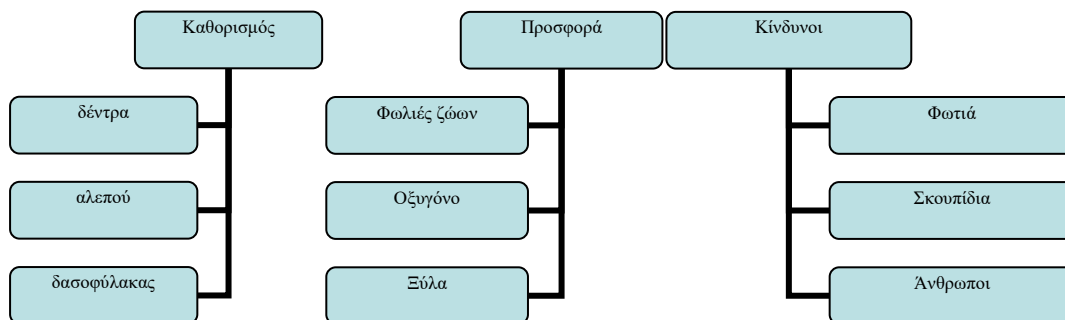 Καθορισμός
Προσφορά
Κίνδυνοι
δέντρα
Φωλιές ζώων
Φωτιά
αλεπού
Οξυγόνο
Σκουπίδια
δασοφύλακας
Ξύλα
Άνθρωποι